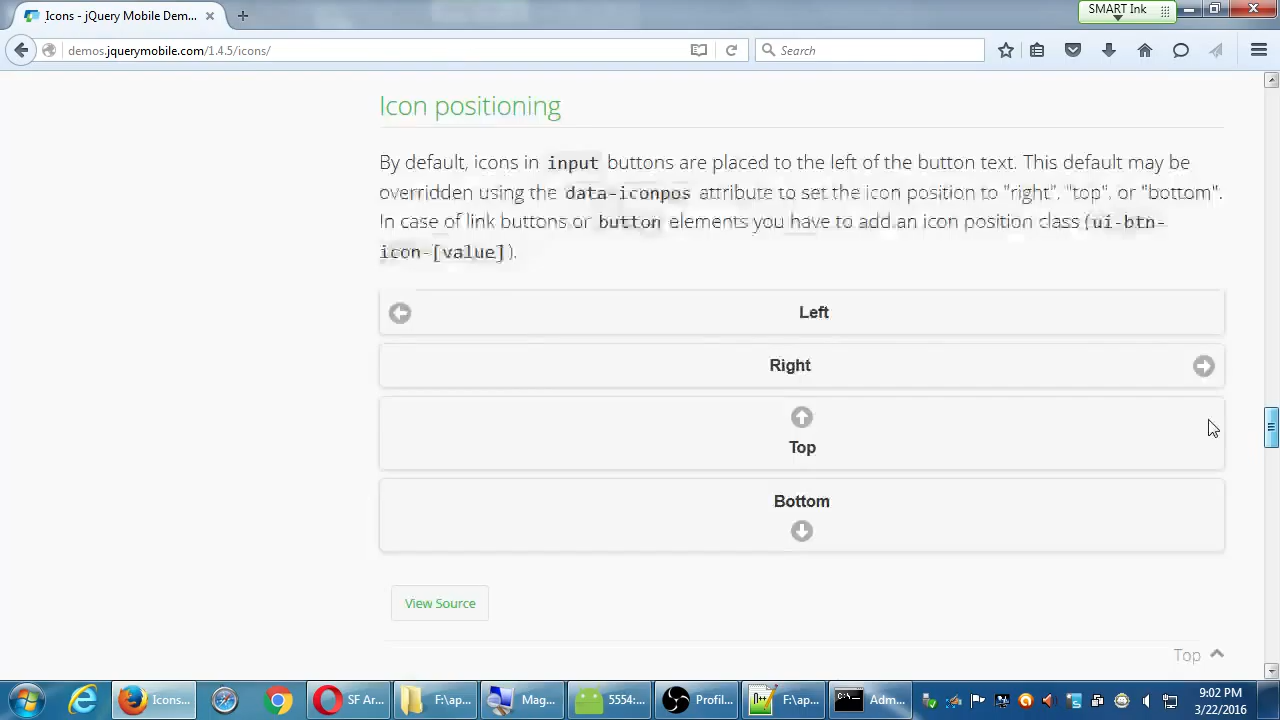 Icons - jQuery Mobile Dem...
SMART Ink
demos.jquerymobile.com/1.4.5/icons/
Search
Icon positioning
By default, icons in input buttons are placed to the left of the button text. This default may be
overridden using the data-iconpos attribute to set the icon position to "right", "top", or "bottom".
In case of link buttons or button elements you have to add an icon position class (ui-btn-
icon-[value]).
Left
Right
Top
Bottom
View Source
Top
Icons...
SF Ar...
F:\ap...
Mag...
5554:...
Profil...
F:\ap...
Adm...
9:02 PM
3/22/2016